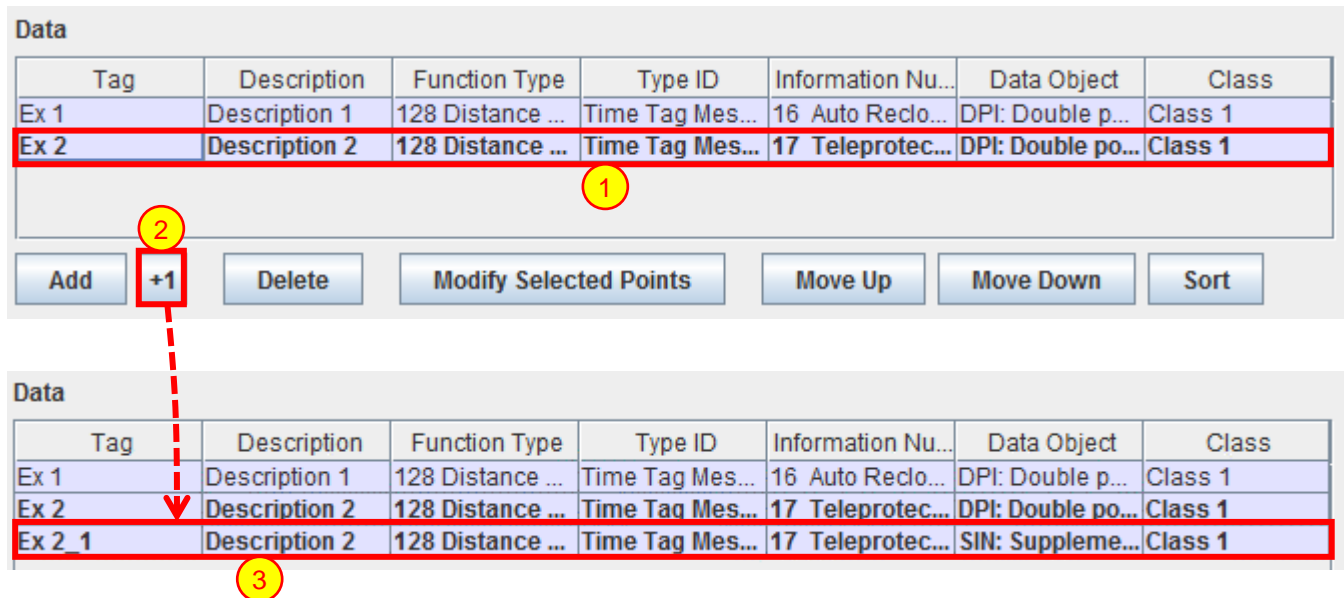 Data
Tag Description Function Type Type ID Information Nu... Data Object Class
Ex 1 Description 1 128 Distance ... Time Tag Mes... 16 Auto Reclo... DPI: Double p... Class 1
Ex 2 Description 2 128 Distance ... Time Tag Mes... 17 Teleprotec... DPI: Double po... Class 1
1
2
Add +1 Delete Modify Selected Points Move Up Move Down Sort
Data
Tag Description Function Type Type ID Information Nu... Data Object Class
Ex 1 Description 1 128 Distance ... Time Tag Mes... 16 Auto Reclo... DPI: Double p... Class 1
Ex 2 Description 2 128 Distance ... Time Tag Mes... 17 Teleprotec... DPI: Double po... Class 1
Ex 2_1 Description 2 128 Distance ... Time Tag Mes... 17 Teleprotec... SIN: Suppleme... Class 1
3